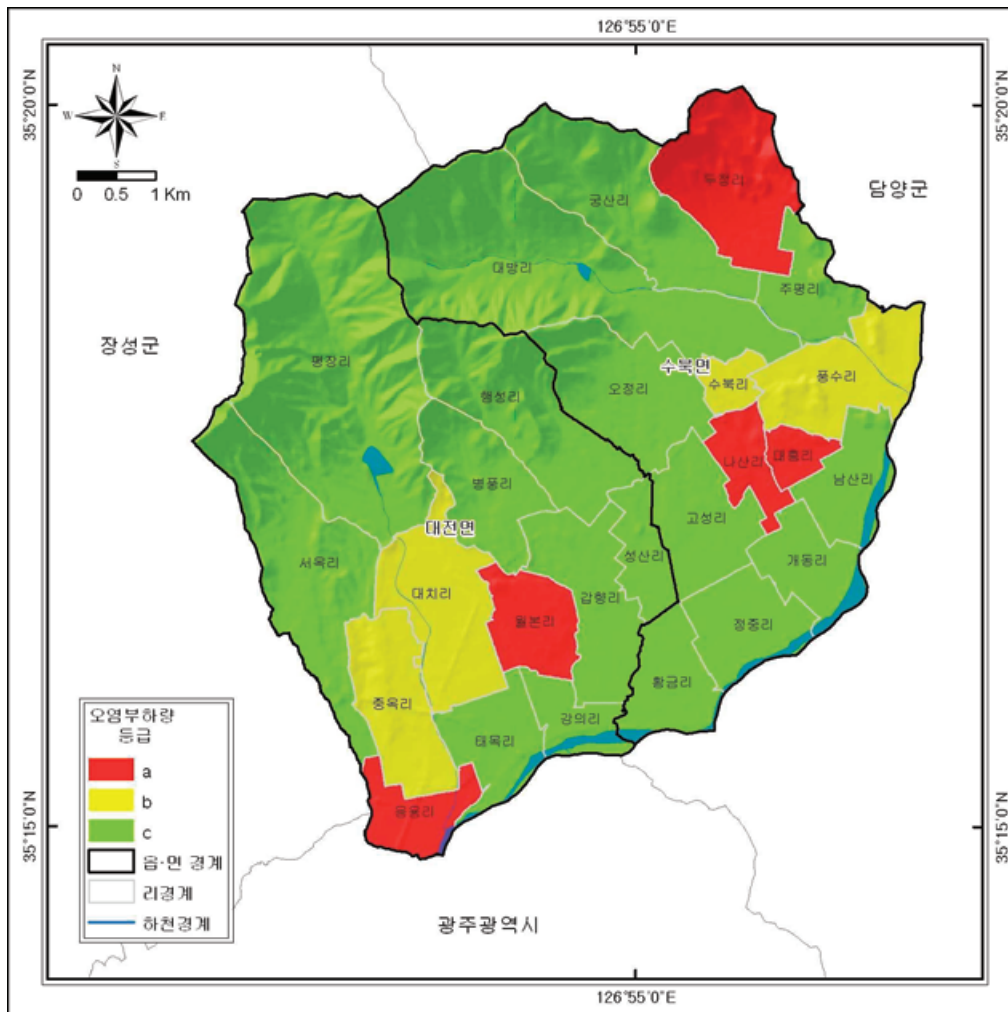 126°55'0"E
35°20'0"N
35°20'0"N
N
W
E
S
0 0.5 1 Km
담양군
궁산리
대방리
주평리
장성군
평장리
수북면
오정리
수북리
풍수리
행성리
나산리
대흥리
병풍리
남산리
고성리
대전면
성산리
개동리
서옥리
대치리
갑향리
월본리
정중리
황금리
중옥리
강의리
태목리
응용리
오염부하량
등급
a
b
c
읍·면 경계
리경계
하천경계
35°15'0"N
35°15'0"N
광주광역시
126°55'0"E